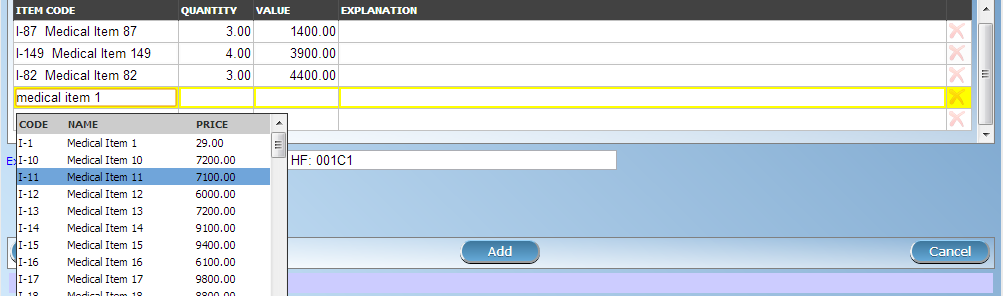 ITEM CODE QUANTITY VALUE EXPLANATION
I-87 Medical Item 87 3.00 1400.00
I-149 Medical Item 149 4.00 3900.00
I-82 Medical Item 82 3.00 4400.00
medical item 1
CODE NAME PRICE
I-1 Medical Item 1 29.00
I-10 Medical Item 10 7200.00
HF: 001C1
I-11 Medical Item 11 7100.00
I-12 Medical Item 12 6000.00
I-13 Medical Item 13 7200.00
I-14 Medical Item 14 9100.00
I-15 Medical Item 15 9400.00
Add Cancel
I-16 Medical Item 16 6100.00
I-17 Medical Item 17 9800.00
I-18 Medical Item 18 8800.00